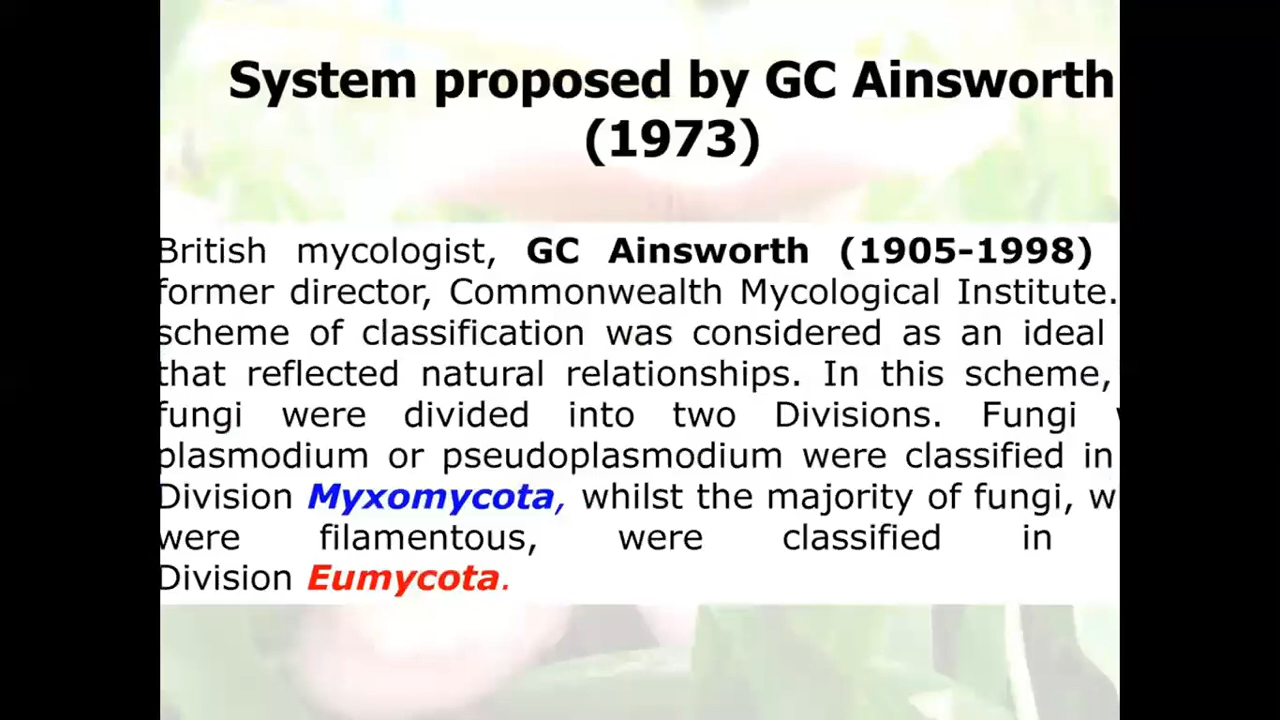 System proposed by GC Ainsworth
(1973)
British mycologist, GC Ainsworth (1905-1998)
former director, Commonwealth Mycological Institute.
scheme of classification was considered as an ideal
that reflected natural relationships. In this scheme,
fungi were divided into two Divisions. Fungi
plasmodium or pseudoplasmodium were classified in
Division Myxomycota, whilst the majority of fungi, w
were filamentous, were classified in
Division Eumycota.